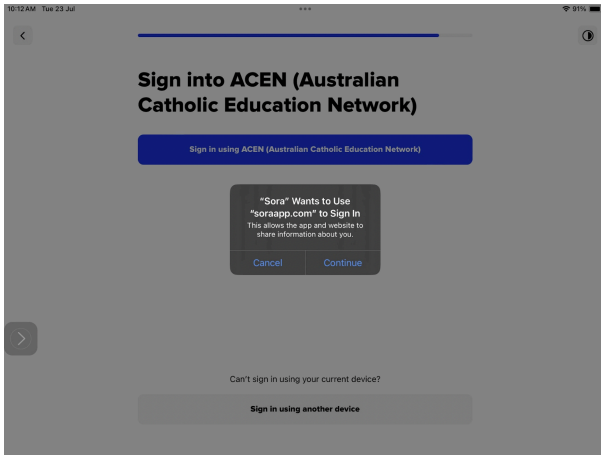 10:12 AM Tue 23 Jul
91%
Sign into ACEN (Australian
Catholic Education Network)
Sign in using ACEN (Australian Catholic Education Network)
“Sora” Wants to Use
“soraapp.com” to Sign In
This allows the app and website to
share information about you.
Cancel Continue
Can't sign in using your current device?
Sign in using another device